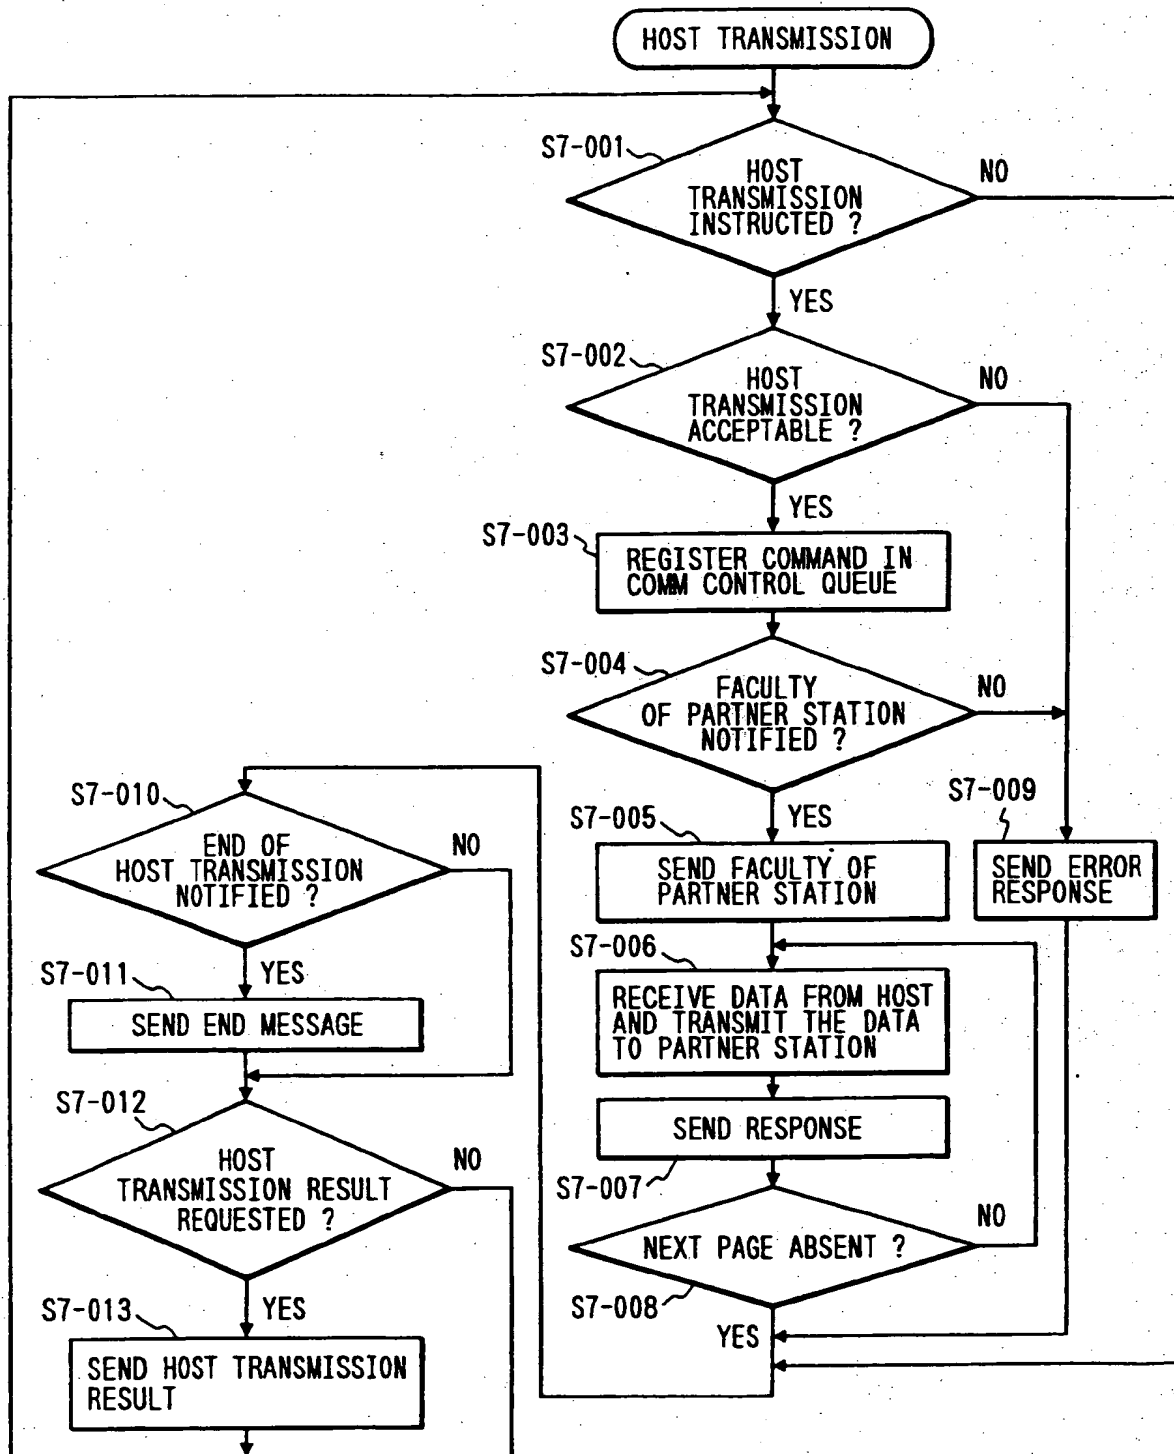 HOST TRANSMISSION
S7-001
HOST
TRANSMISSION
INSTRUCTED ?
NO
YES
S7-002
HOST
TRANSMISSION
ACCEPTABLE ?
NO
YES
S7-003
REGISTER COMMAND IN
COMM CONTROL QUEUE
S7-004
FACULTY
OF PARTNER STATION
NOTIFIED ?
NO
YES
S7-005
SEND FACULTY OF
PARTNER STATION
S7-009
SEND ERROR
RESPONSE
S7-006
RECEIVE DATA FROM HOST
AND TRANSMIT THE DATA
TO PARTNER STATION
SEND RESPONSE
S7-007
NEXT PAGE ABSENT ?
NO
S7-008
YES
S7-010
END OF
HOST TRANSMISSION
NOTIFIED ?
NO
YES
S7-011
SEND END MESSAGE
S7-012
HOST
TRANSMISSION RESULT
REQUESTED ?
NO
YES
S7-013
SEND HOST TRANSMISSION
RESULT